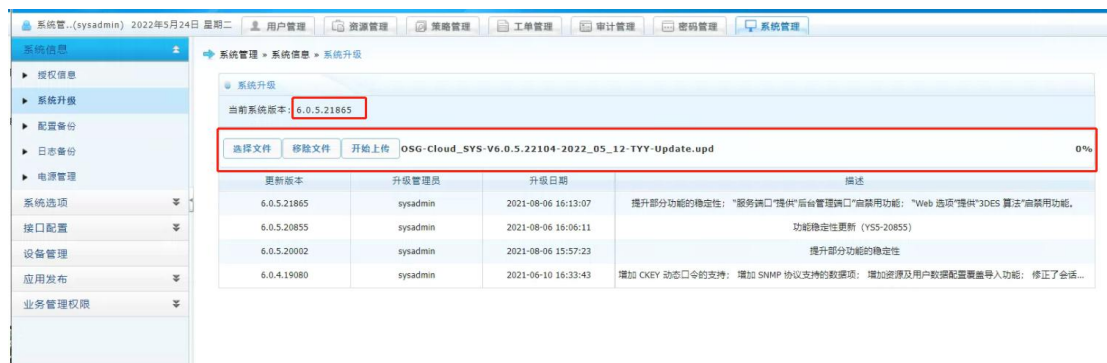 系统管..(sysadmin) 2022年5月24日 星期二 用户管理 资源管理 策略管理 工单管理 审计管理 密码管理 系统管理
系统信息
授权信息
系统升级
配置备份
日志备份
电源管理
系统选项
接口配置
设备管理
应用发布
业务管理权限
系统管理 » 系统信息 » 系统升级
系统升级
当前系统版本: 6.0.5.21865
选择文件 移除文件 开始上传 OSG-Cloud_SYS-V6.0.5.22104-2022_05_12-TYY-Update.upd 0%
更新版本 升级管理员 升级日期 描述
6.0.5.21865 sysadmin 2021-08-06 16:13:07 提升部分功能的稳定性; "服务端口"提供"后台管理端口"启禁用功能; "Web 选项"提供"3DES 算法"启禁用功能。
6.0.5.20855 sysadmin 2021-08-06 16:06:11 功能稳定性更新 (YS5-20855)
6.0.5.20002 sysadmin 2021-08-06 15:57:23 提升部分功能的稳定性
6.0.4.19080 sysadmin 2021-06-10 16:33:43 增加 CKEY 动态口令的支持; 增加 SNMP 协议支持的数据项; 增加资源及用户数据配置覆盖导入功能; 修正了会话...